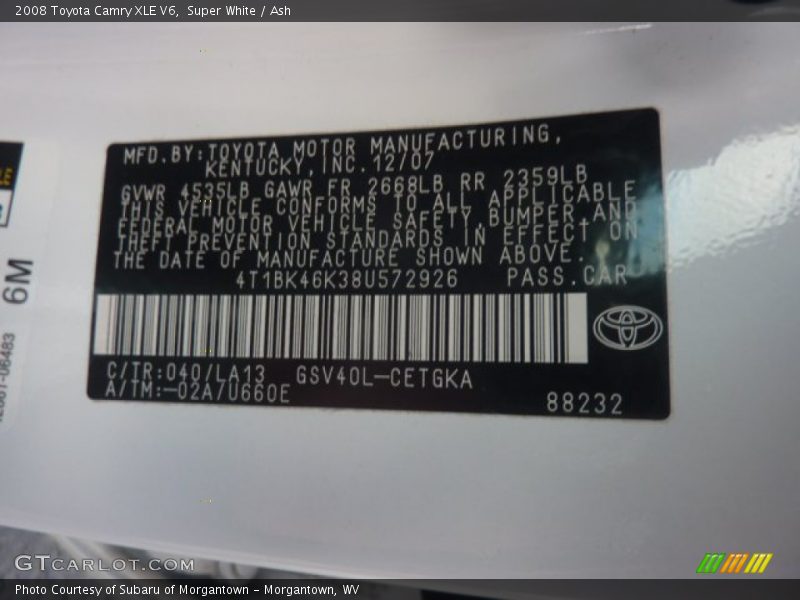 2008 Toyota Camry XLE V6, Super White / Ash
MFD.BY:TOYOTA MOTOR MANUFACTURING,
KENTUCKY,INC.12/07
GVWR 4535LB GAWR FR 2668LB RR 2359LB
THIS VEHICLE CONFORMS TO ALL APPLICABLE
FEDERAL MOTOR VEHICLE SAFETY,BUMPER,AND
THEFT PREVENTION STANDARDS IN EFFECT ON
THE DATE OF MANUFACTURE SHOWN ABOVE.
4T1BK46K38U572926 PASS.CAR
C/TR:040/LA13 GSV40L-CETGKA
A/TM:-02A/U660E
88232
6M
GTCARLOT.COM
Photo Courtesy of Subaru of Morgantown - Morgantown, WV